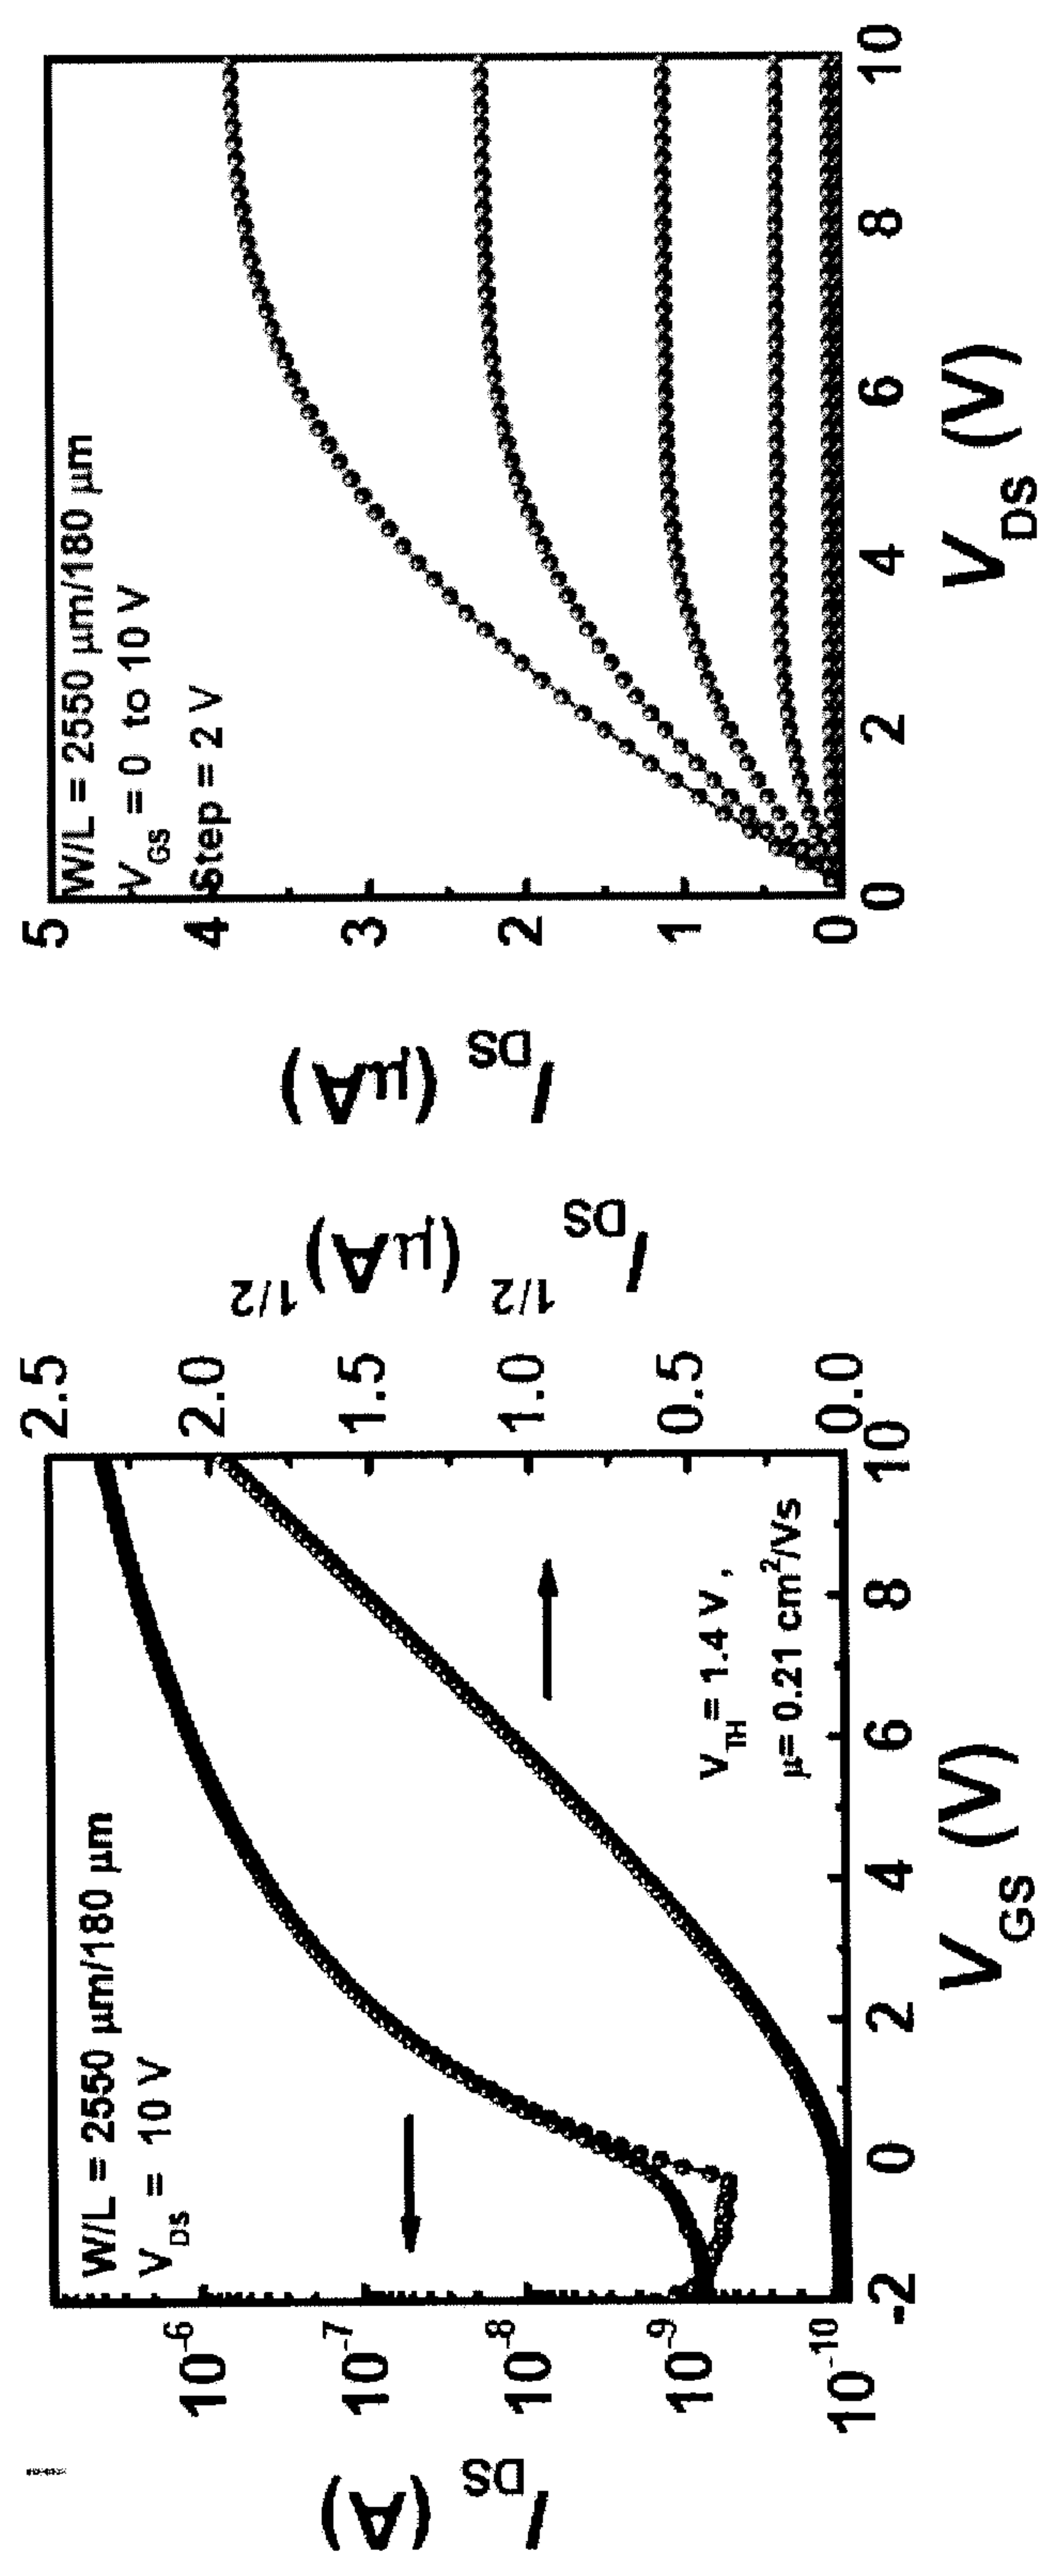 W/L = 2550 μm/180 μm
V_DS = 10 V
I_DS (A)
10^-6
10^-7
10^-8
10^-9
10^-10
-2 0 2 4 6 8 10
V_GS (V)
V_TH = 1.4 V ,
μ= 0.21 cm²/Vs
2.5
2.0
1.5
1.0
0.5
0.0
I_DS^1/2 (μA)^1/2
W/L = 2550 μm/180 μm
V_GS = 0 to 10 V
Step = 2 V
I_DS (μA)
5
4
3
2
1
0
0 2 4 6 8 10
V_DS (V)